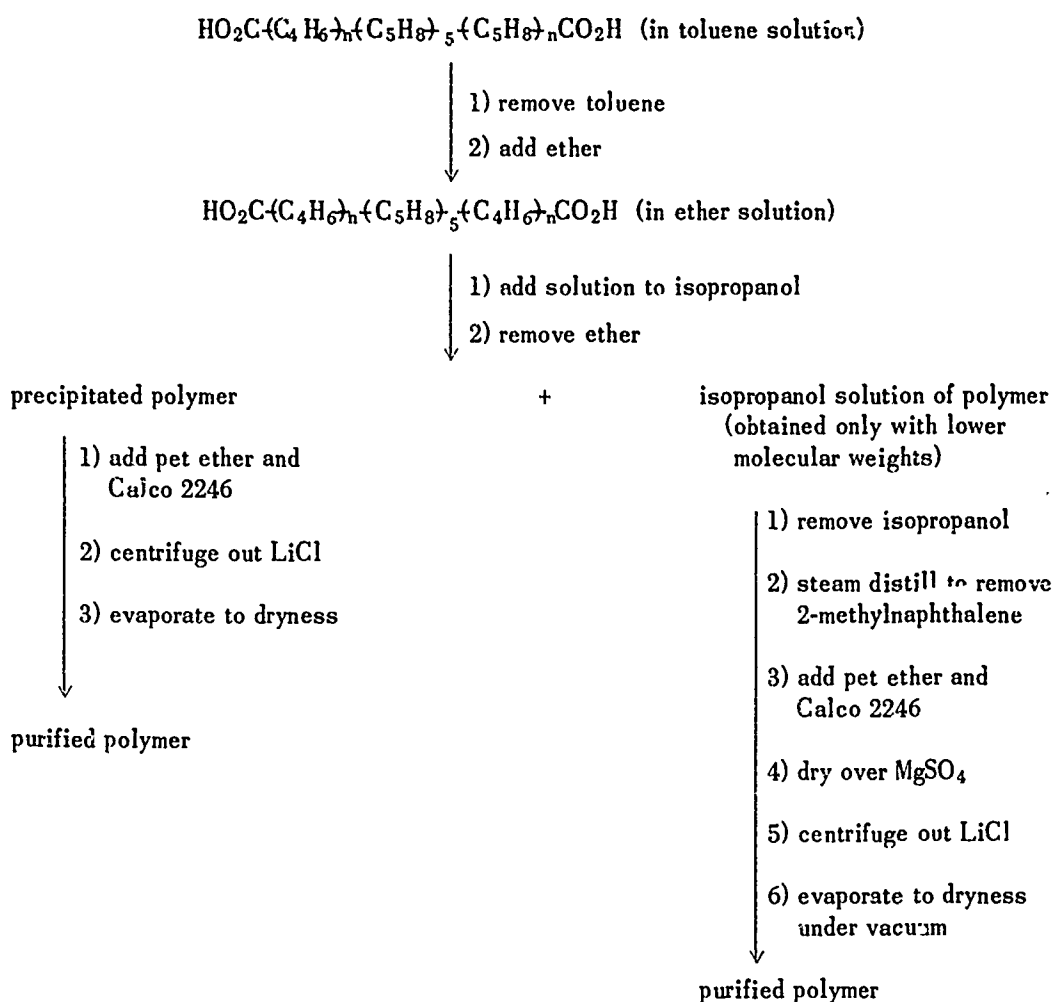 HO₂C-(C₄H₆)ₙ-(C₅H₈)₅-(C₅H₈)ₙCO₂H (in toluene solution)
1) remove toluene
2) add ether
HO₂C-(C₄H₆)ₙ-(C₅H₈)₅-(C₄H₆)ₙCO₂H (in ether solution)
1) add solution to isopropanol
2) remove ether
precipitated polymer + isopropanol solution of polymer
(obtained only with lower
molecular weights)
1) add pet ether and
Calco 2246
2) centrifuge out LiCl
3) evaporate to dryness
purified polymer
1) remove isopropanol
2) steam distill to remove
2-methylnaphthalene
3) add pet ether and
Calco 2246
4) dry over MgSO₄
5) centrifuge out LiCl
6) evaporate to dryness
under vacuum
purified polymer